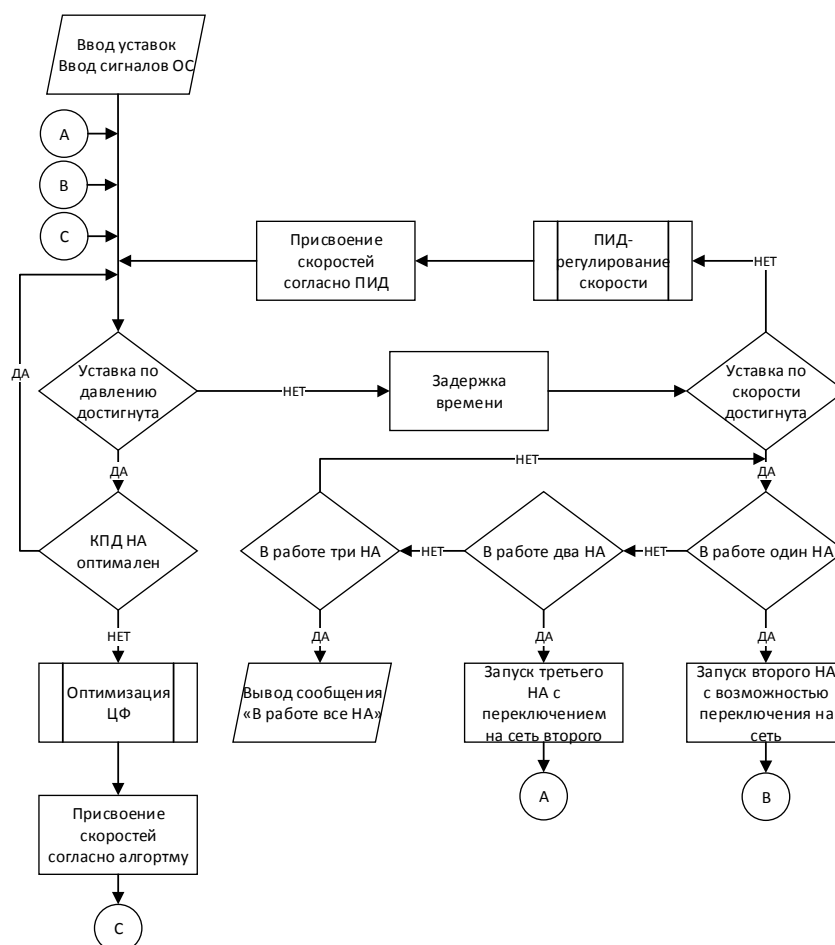 Ввод уставок
Ввод сигналов ОС
A
B
C
Присвоение
скоростей
согласно ПИД
ПИД-
регулирование
скорости
НЕТ
ДА
Уставка по
давлению
достигнута
НЕТ
Задержка
времени
Уставка по
скорости
достигнута
ДА
НЕТ
ДА
КПД НА
оптимален
В работе три НА
НЕТ
В работе два НА
НЕТ
В работе один НА
НЕТ
ДА
ДА
ДА
Оптимизация
ЦФ
Вывод сообщения
«В работе все НА»
Запуск третьего
НА с
переключением
на сеть второго
Запуск второго НА
с возможностью
переключения на
сеть
A
B
Присвоение
скоростей
согласно алгортму
C